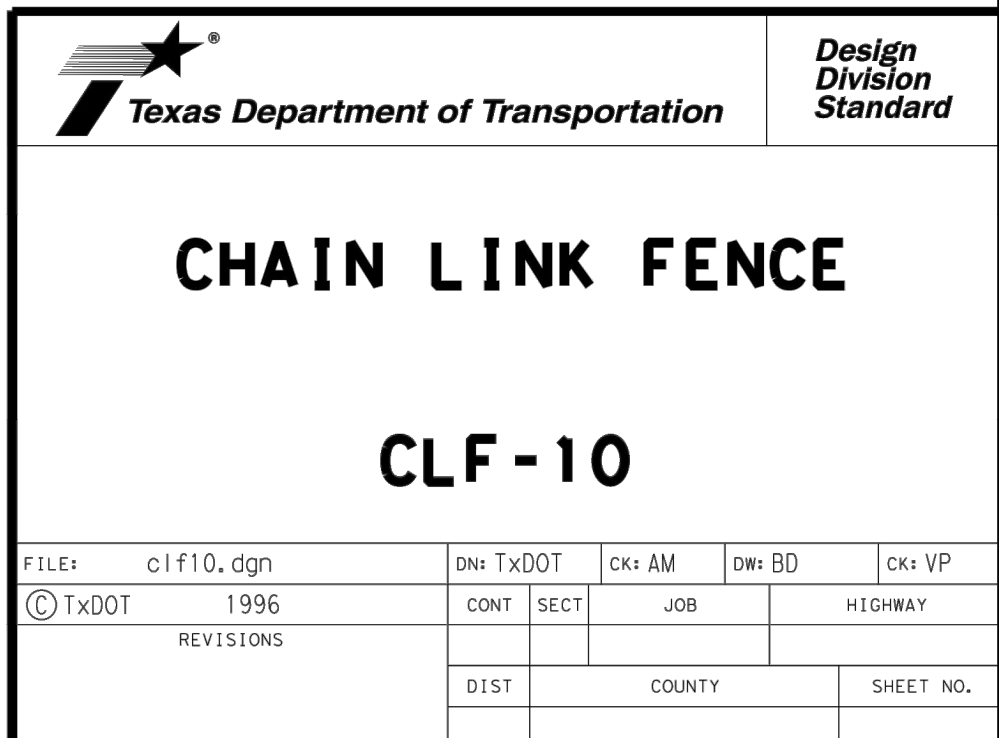 ®
Texas Department of Transportation
Design
Division
Standard
CHAIN LINK FENCE
CLF-10
FILE: clf10.dgn DN: TxDOT CK: AM DW: BD CK: VP
© TxDOT 1996 CONT SECT JOB HIGHWAY
REVISIONS
DIST COUNTY SHEET NO.